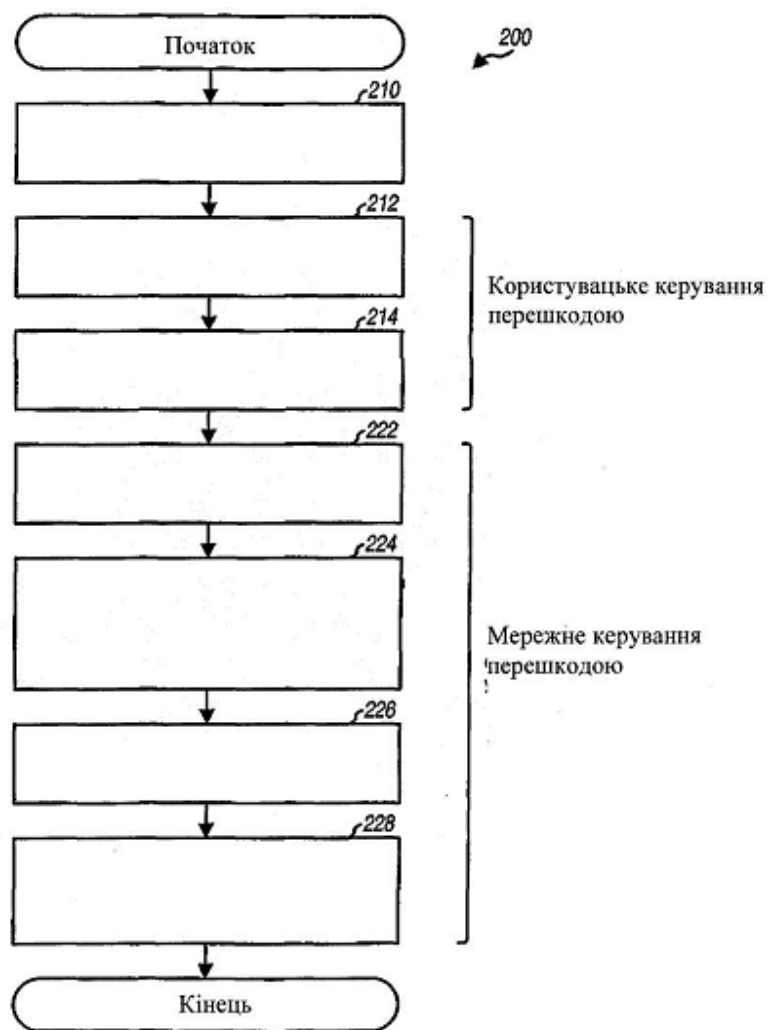 Початок
200
210
212
Користувацьке керування
перешкодою
214
222
224
Мережне керування
перешкодою
226
228
Кінець